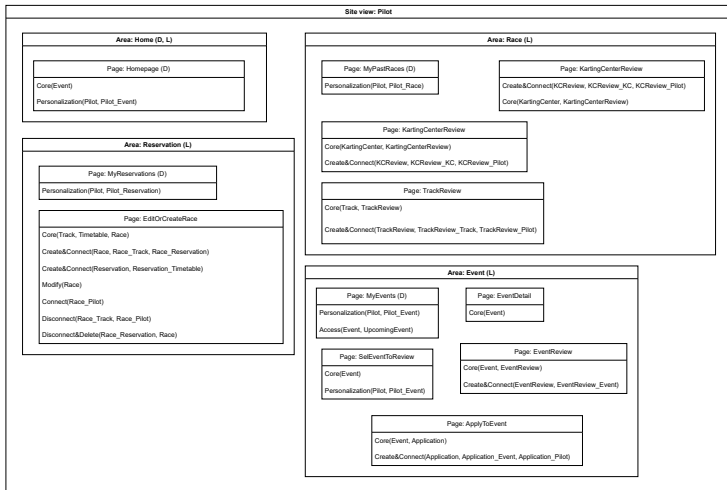 Site view: Pilot
Area: Home (D, L)
Page: Homepage (D)
Core(Event)
Personalization(Pilot, Pilot_Event)
Area: Reservation (L)
Page: MyReservations (D)
Personalization(Pilot, Pilot_Reservation)
Page: EditOrCreateRace
Core(Track, Timetable, Race)
Create&Connect(Race, Race_Track, Race_Reservation)
Create&Connect(Reservation, Reservation_Timetable)
Modify(Race)
Connect(Race_Pilot)
Disconnect(Race_Track, Race_Pilot)
Disconnect&Delete(Race_Reservation, Race)
Area: Race (L)
Page: MyPastRaces (D)
Personalization(Pilot, Pilot_Race)
Page: KartingCenterReview
Create&Connect(KCReview, KCReview_KC, KCReview_Pilot)
Core(KartingCenter, KartingCenterReview)
Page: KartingCenterReview
Core(KartingCenter, KartingCenterReview)
Create&Connect(KCReview, KCReview_KC, KCReview_Pilot)
Page: TrackReview
Core(Track, TrackReview)
Create&Connect(TrackReview, TrackReview_Track, TrackReview_Pilot)
Area: Event (L)
Page: MyEvents (D)
Personalization(Pilot, Pilot_Event)
Access(Event, UpcomingEvent)
Page: EventDetail
Core(Event)
Page: SelEventToReview
Core(Event)
Personalization(Pilot, Pilot_Event)
Page: EventReview
Core(Event, EventReview)
Create&Connect(EventReview, EventReview_Event)
Page: ApplyToEvent
Core(Event, Application)
Create&Connect(Application, Application_Event, Application_Pilot)